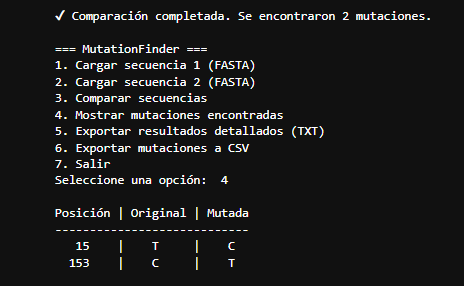 ✔ Comparación completada. Se encontraron 2 mutaciones.
=== MutationFinder ===
1. Cargar secuencia 1 (FASTA)
2. Cargar secuencia 2 (FASTA)
3. Comparar secuencias
4. Mostrar mutaciones encontradas
5. Exportar resultados detallados (TXT)
6. Exportar mutaciones a CSV
7. Salir
Seleccione una opción:  4
Posición | Original | Mutada
-----------------------------
   15    |    T     |    C
  153    |    C     |    T